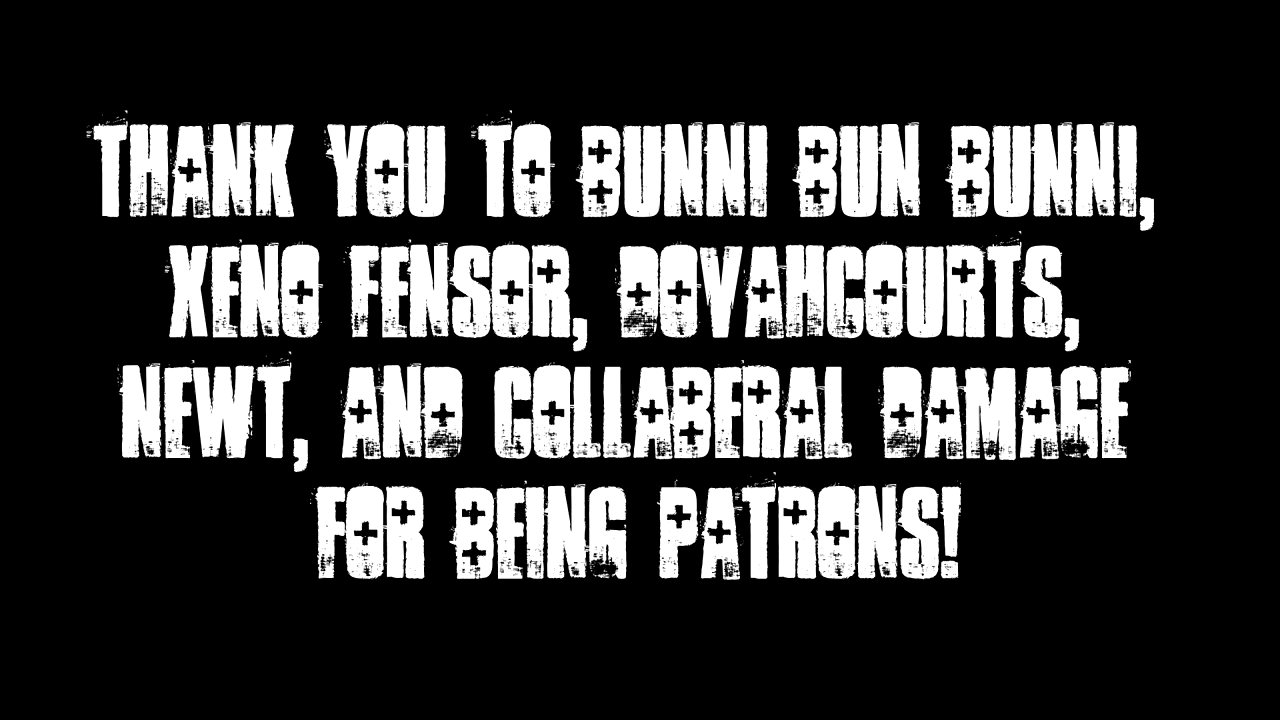 THANK YOU TO BUNNI BUN BUNNI,
XENO FENSOR, DOVAHCOURTS,
NEWT, AND COLLABERAL DAMAGE
FOR BEING PATRONS!